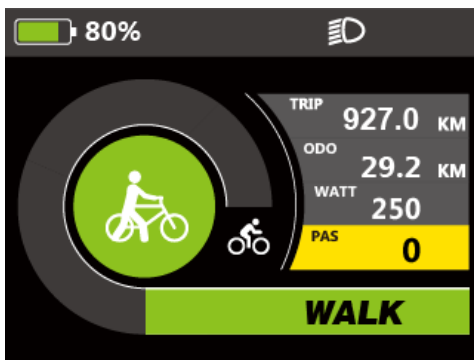 80%
TRIP 927.0 KM
ODO 29.2 KM
WATT 250
PAS 0
WALK